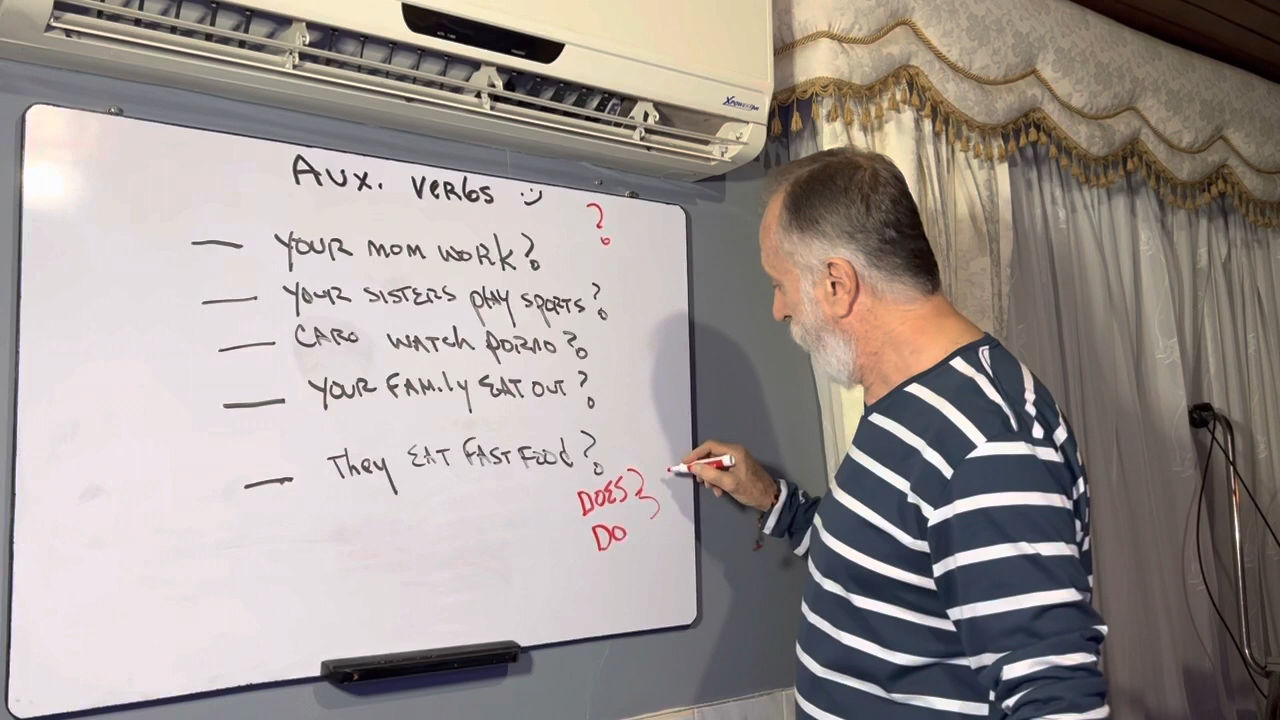 AUX. VERBS
?
— YOUR MOM WORK?
— YOUR SISTERS PLAY SPORTS?
— CARO WATCH PORNO?
— YOUR FAMILY EAT OUT?
— They EAT FAST FOOD?
DOES
DO